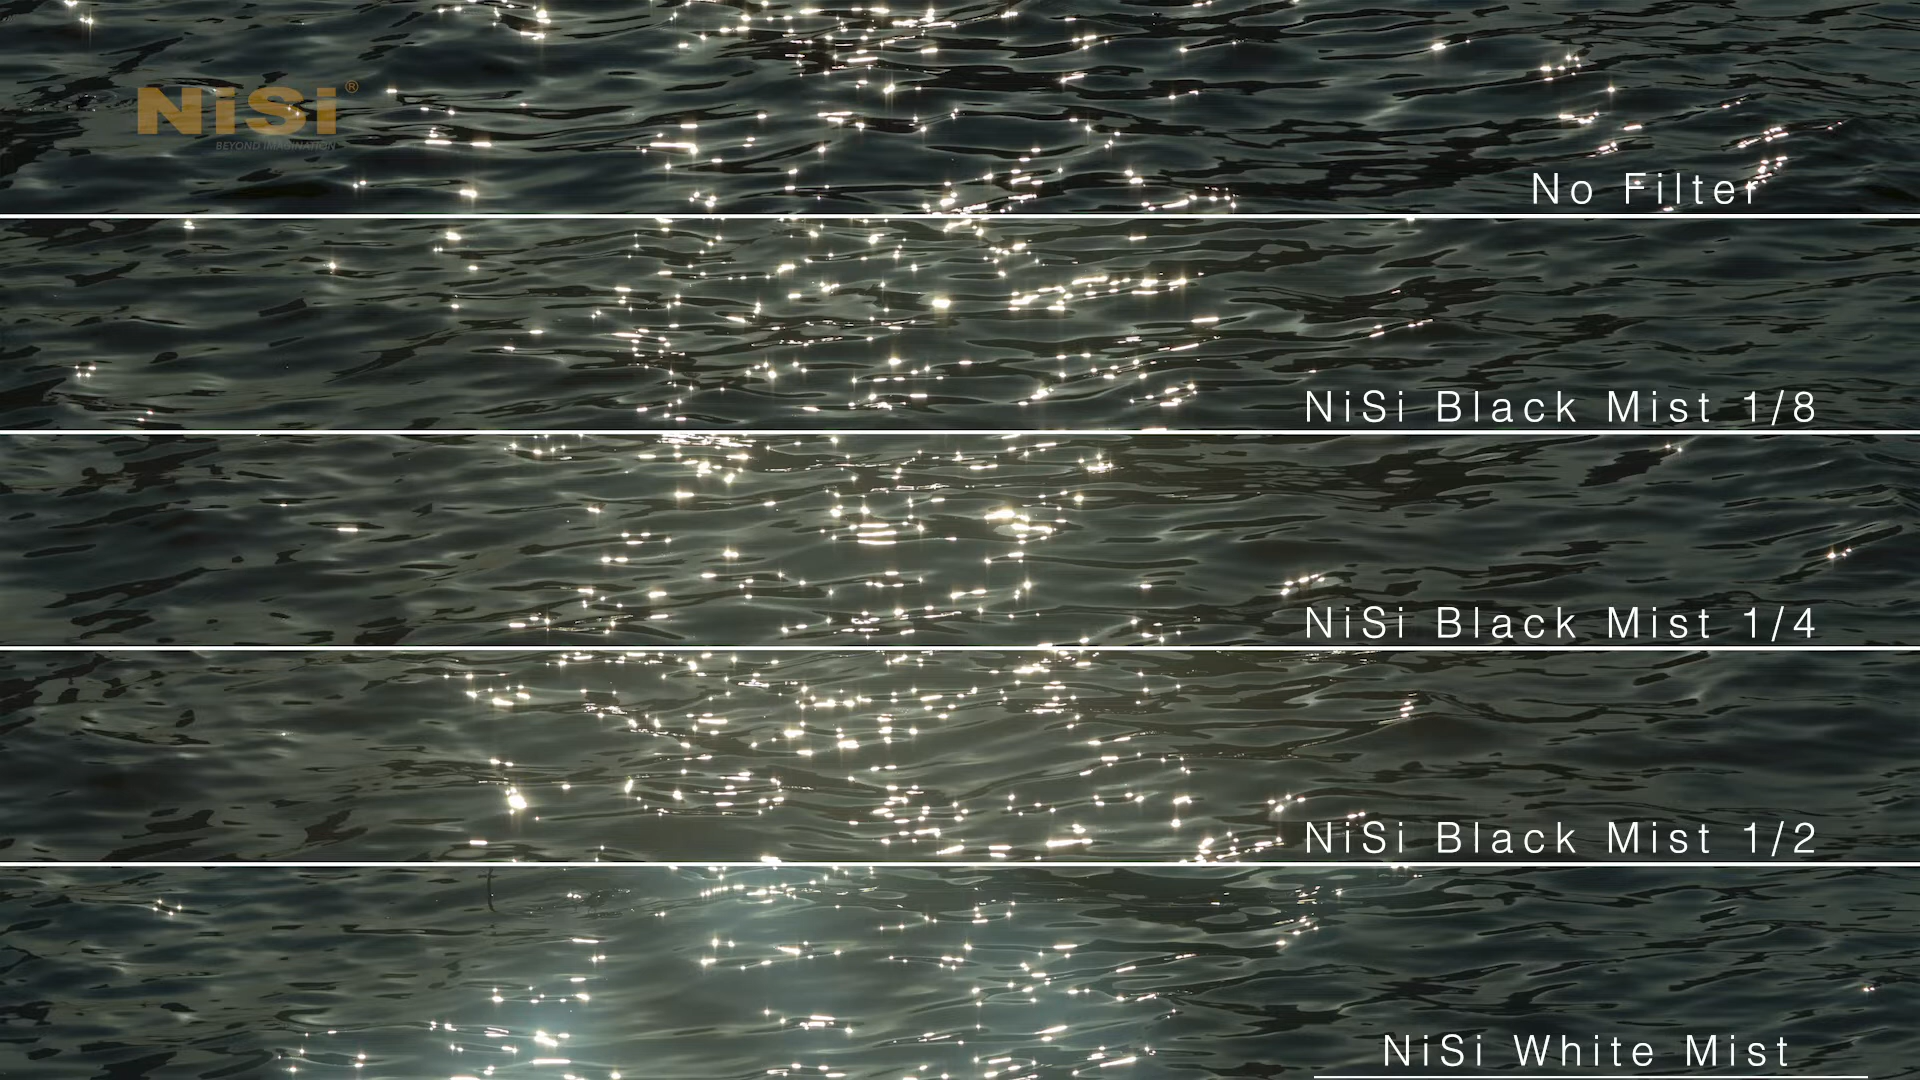 NiSi®
BEYOND IMAGINATION
No Filter
NiSi Black Mist 1/8
NiSi Black Mist 1/4
NiSi Black Mist 1/2
NiSi White Mist